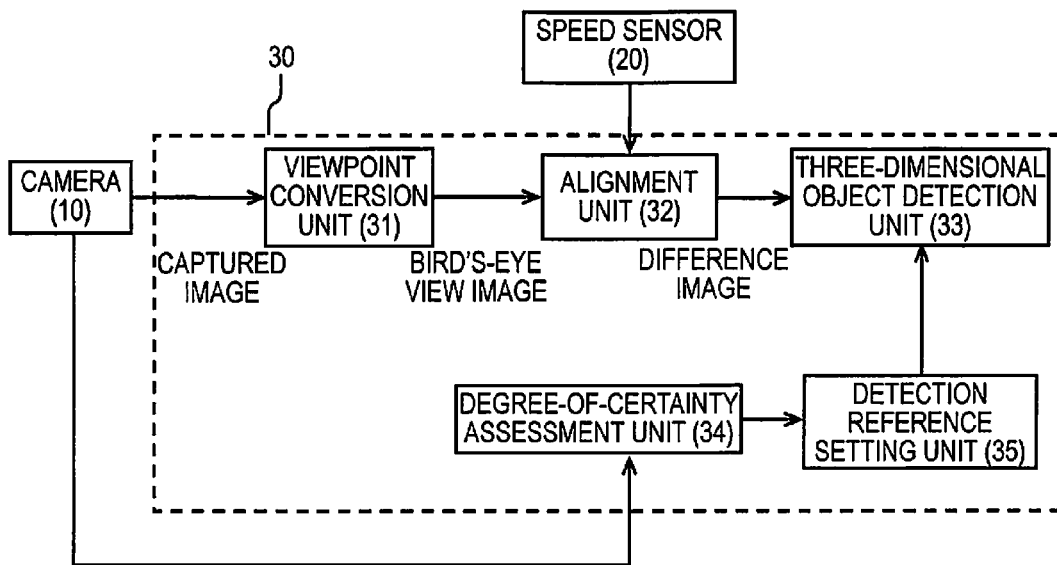 SPEED SENSOR
(20)
30
CAMERA
(10)
VIEWPOINT
CONVERSION
UNIT (31)
ALIGNMENT
UNIT (32)
THREE-DIMENSIONAL
OBJECT DETECTION
UNIT (33)
CAPTURED
IMAGE
BIRD'S-EYE
VIEW IMAGE
DIFFERENCE
IMAGE
DEGREE-OF-CERTAINTY
ASSESSMENT UNIT (34)
DETECTION
REFERENCE
SETTING UNIT (35)